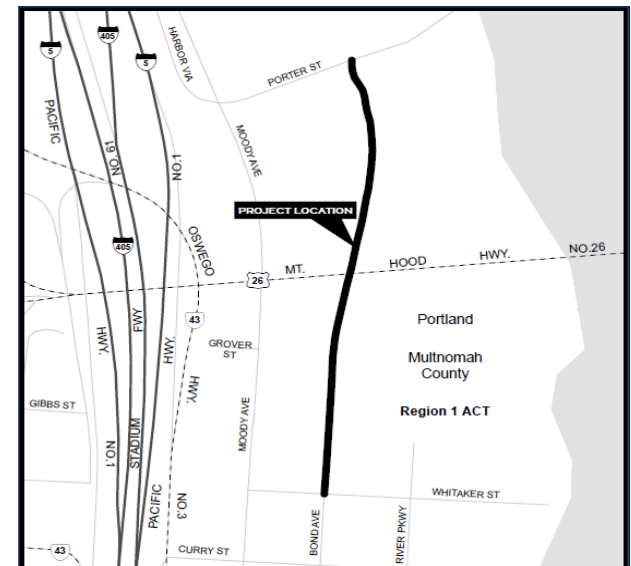 405
5
5
HARBOR VIA
PORTER ST
PACIFIC
NO. 61
NO.1
MOODY AVE
PROJECT LOCATION
OSWEGO
405
NO.26
HWY.
HOOD
MT.
26
Portland
43
HWY.
FWY
HWY.
GROVER
ST
Multnomah
County
HWY.
GIBBS ST
Region 1 ACT
MOODY AVE
NO.1
STADIUM
WHITAKER ST
PACIFIC
NO.3
BOND AVE
RIVER PKWY
43
CURRY ST